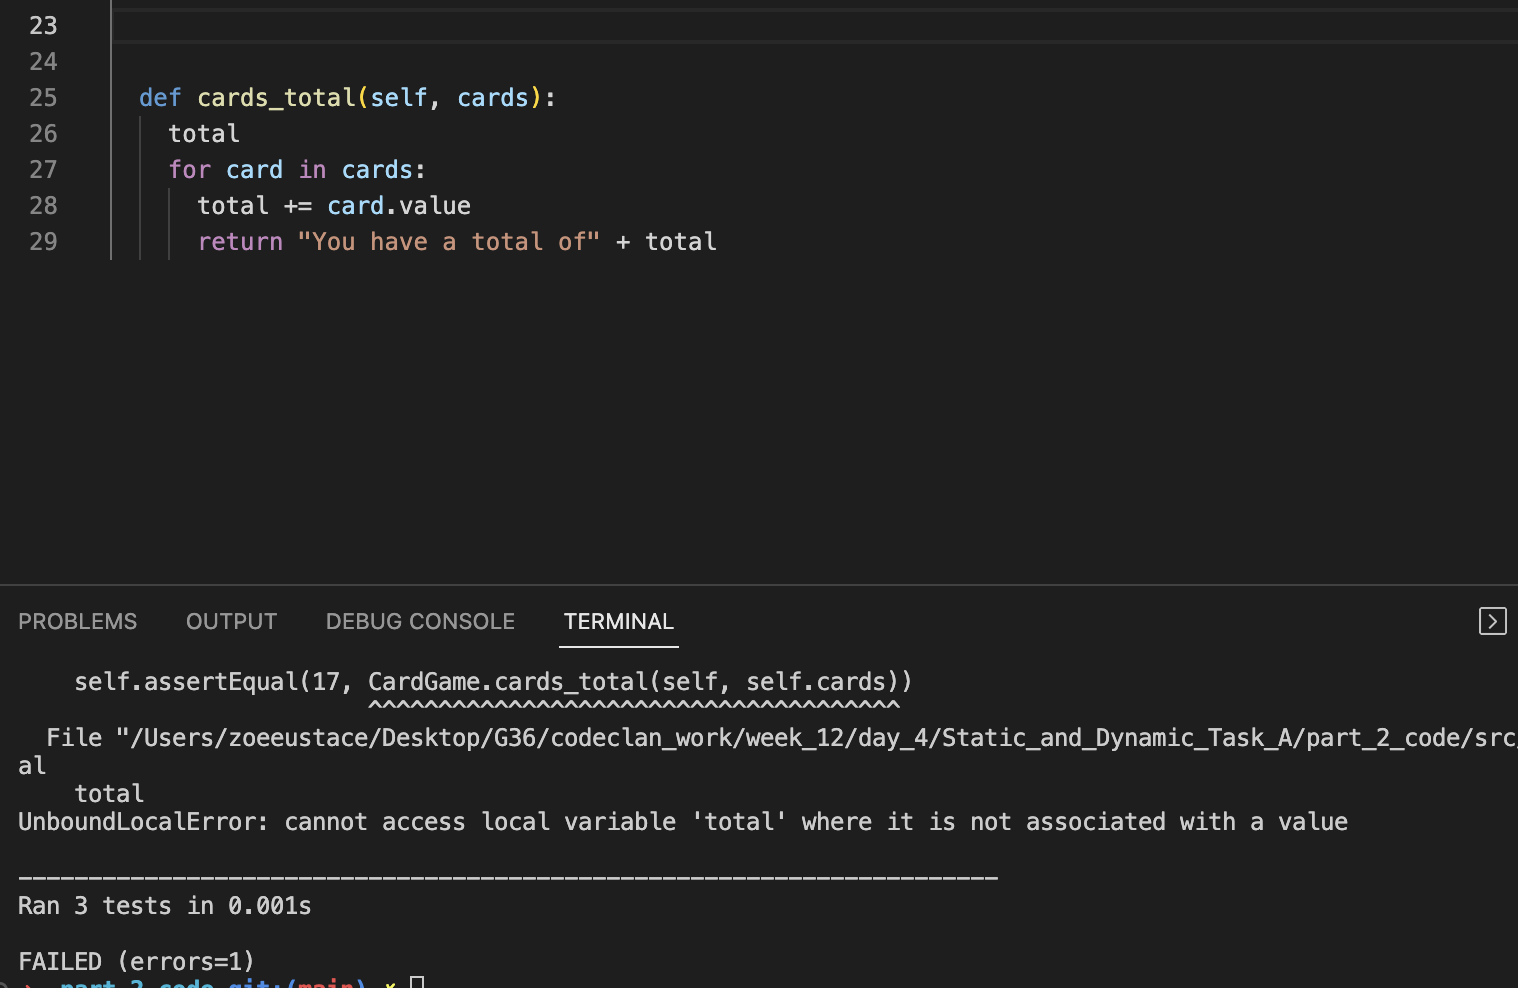 23
24
25 def cards_total(self, cards):
26 total
27 for card in cards:
28 total += card.value
29 return "You have a total of" + total
PROBLEMS OUTPUT DEBUG CONSOLE TERMINAL
self.assertEqual(17, CardGame.cards_total(self, self.cards))
^^^^^^^^^^^^^^^^^^^^^^^^^^^^^^^^^^^^^^
File "/Users/zoeeustace/Desktop/G36/codeclan_work/week_12/day_4/Static_and_Dynamic_Task_A/part_2_code/src
al
total
UnboundLocalError: cannot access local variable 'total' where it is not associated with a value
----------------------------------------------------------------------
Ran 3 tests in 0.001s
FAILED (errors=1)
part_2_code git:(main)